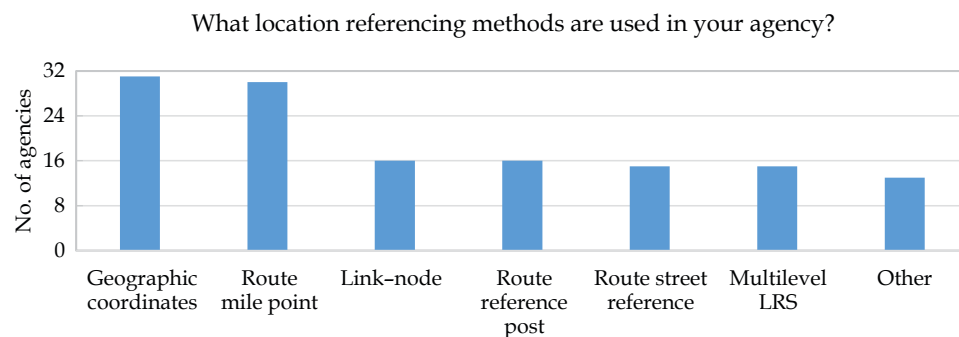 What location referencing methods are used in your agency?
No. of agencies
32
24
16
8
0
Geographic
coordinates
Route
mile point
Link–node
Route
reference
post
Route street
reference
Multilevel
LRS
Other